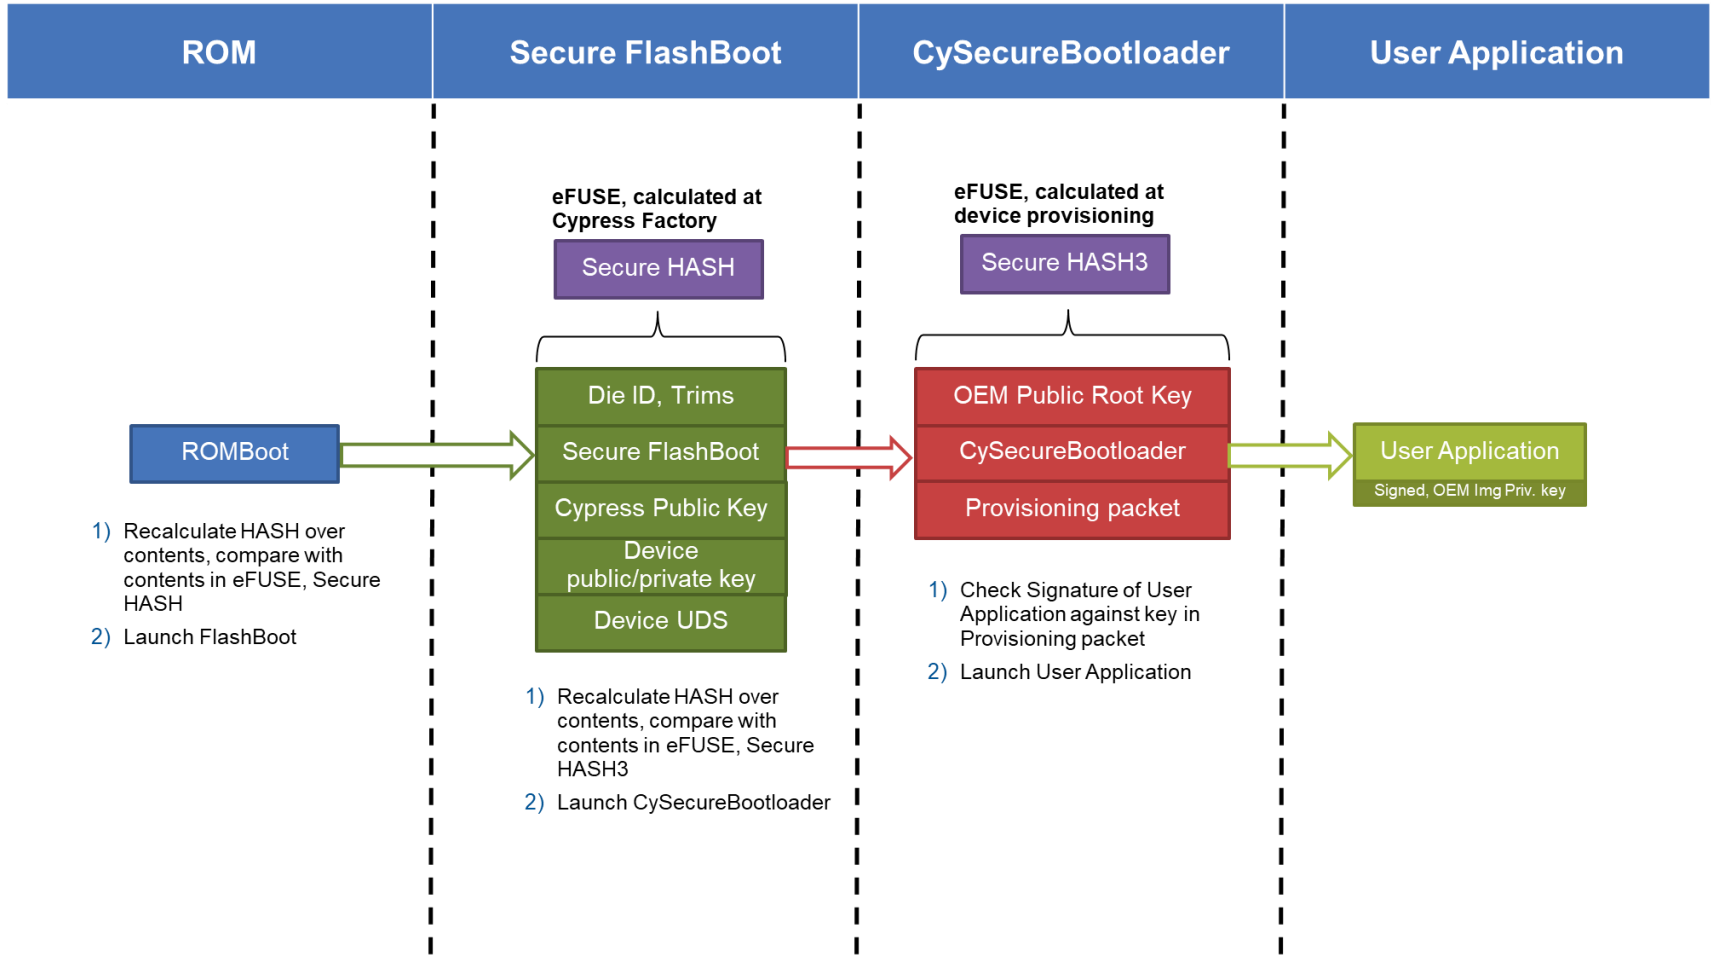 ROM
Secure FlashBoot
CySecureBootloader
User Application
eFUSE, calculated at
Cypress Factory
Secure HASH
eFUSE, calculated at
device provisioning
Secure HASH3
ROMBoot
1) Recalculate HASH over
contents, compare with
contents in eFUSE, Secure
HASH
2) Launch FlashBoot
Die ID, Trims
Secure FlashBoot
Cypress Public Key
Device
public/private key
Device UDS
1) Recalculate HASH over
contents, compare with
contents in eFUSE, Secure
HASH3
2) Launch CySecureBootloader
OEM Public Root Key
CySecureBootloader
Provisioning packet
1) Check Signature of User
Application against key in
Provisioning packet
2) Launch User Application
User Application
Signed, OEM Img Priv. key